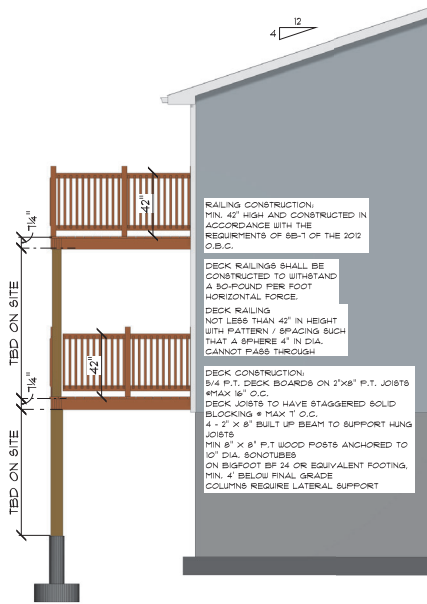 12
4
42"
7 1/4"
TBD ON SITE
RAILING CONSTRUCTION:
MIN. 42" HIGH AND CONSTRUCTED IN
ACCORDANCE WITH THE
REQUIRMENTS OF SB-7 OF THE 2012
O.B.C.
DECK RAILINGS SHALL BE
CONSTRUCTED TO WITHSTAND
A 50-POUND PER FOOT
HORIZONTAL FORCE.
DECK RAILING
NOT LESS THAN 42" IN HEIGHT
WITH PATTERN / SPACING SUCH
THAT A SPHERE 4" IN DIA.
CANNOT PASS THROUGH
42"
7 1/4"
TBD ON SITE
DECK CONSTRUCTION:
5/4 P.T. DECK BOARDS ON 2"X8" P.T. JOISTS
@MAX 16" O.C.
DECK JOISTS TO HAVE STAGGERED SOLID
BLOCKING @ MAX 7' O.C.
4 - 2" X 8" BUILT UP BEAM TO SUPPORT HUNG
JOISTS
MIN 8" X 8" P.T WOOD POSTS ANCHORED TO
10" DIA. SONOTUBES
ON BIGFOOT BF 24 OR EQUIVALENT FOOTING,
MIN. 4' BELOW FINAL GRADE
COLUMNS REQUIRE LATERAL SUPPORT